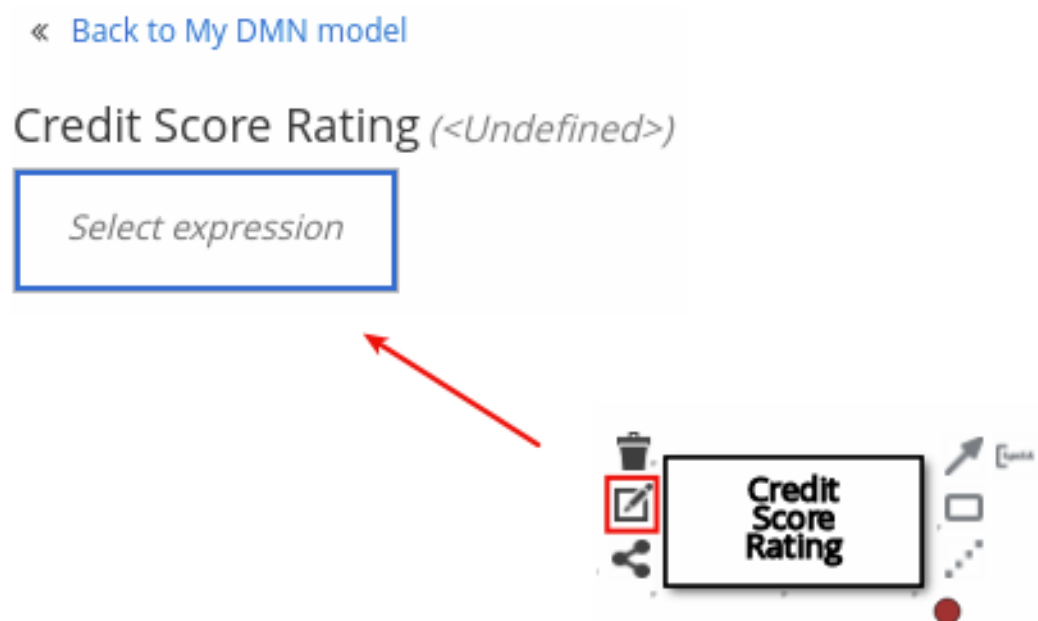 « Back to My DMN model
Credit Score Rating (<Undefined>)
Select expression
Credit
Score
Rating